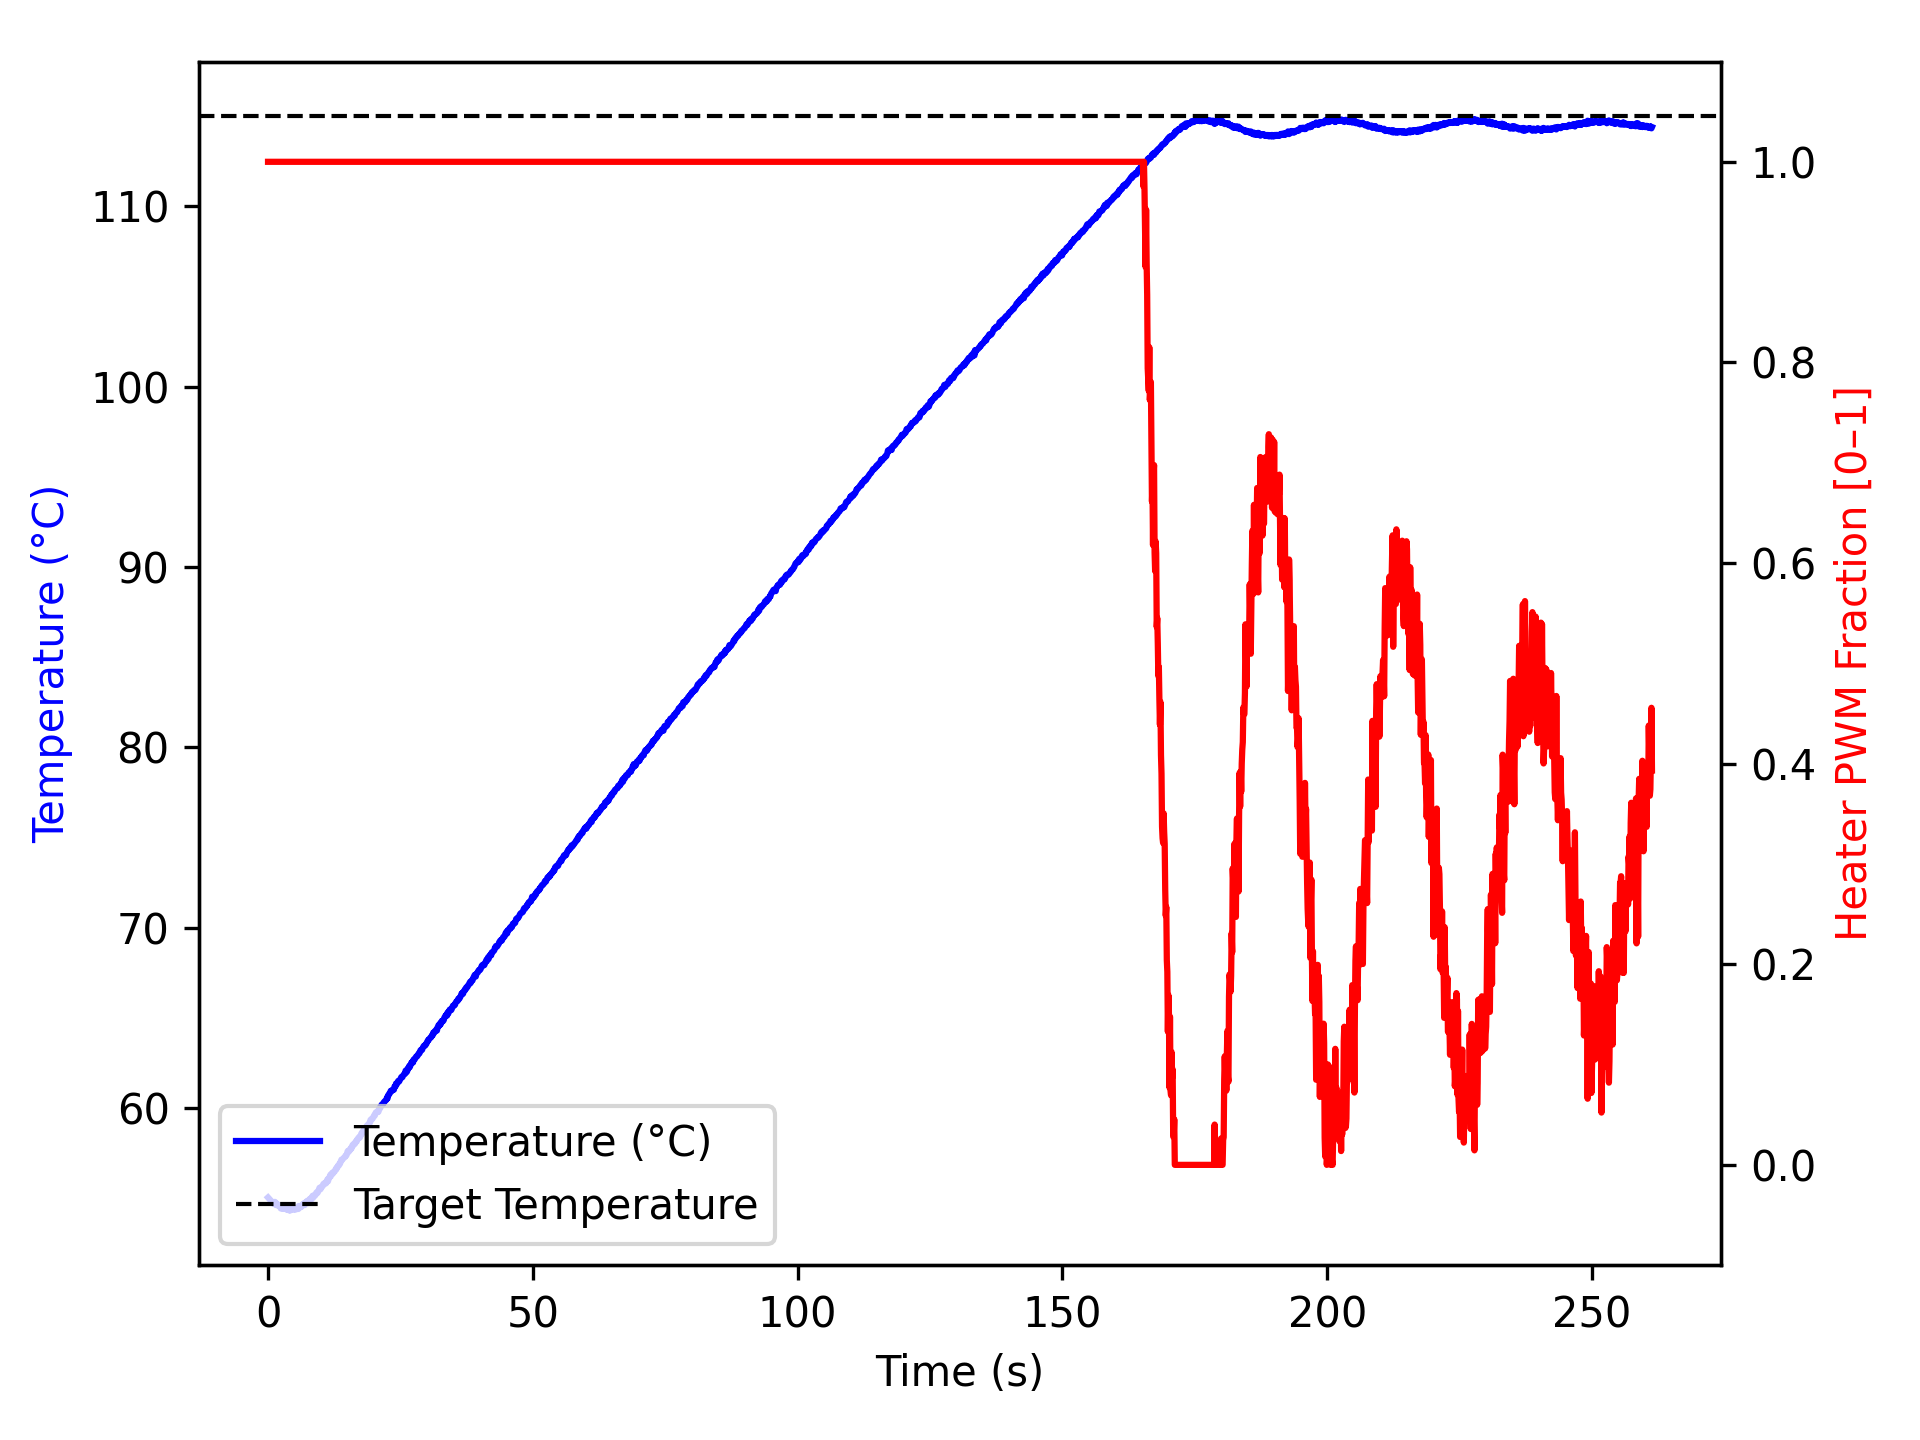 110
100
90
80
70
60
Temperature (°C)
1.0
0.8
0.6
0.4
0.2
0.0
Heater PWM Fraction [0–1]
Temperature (°C)
Target Temperature
0 50 100 150 200 250
Time (s)